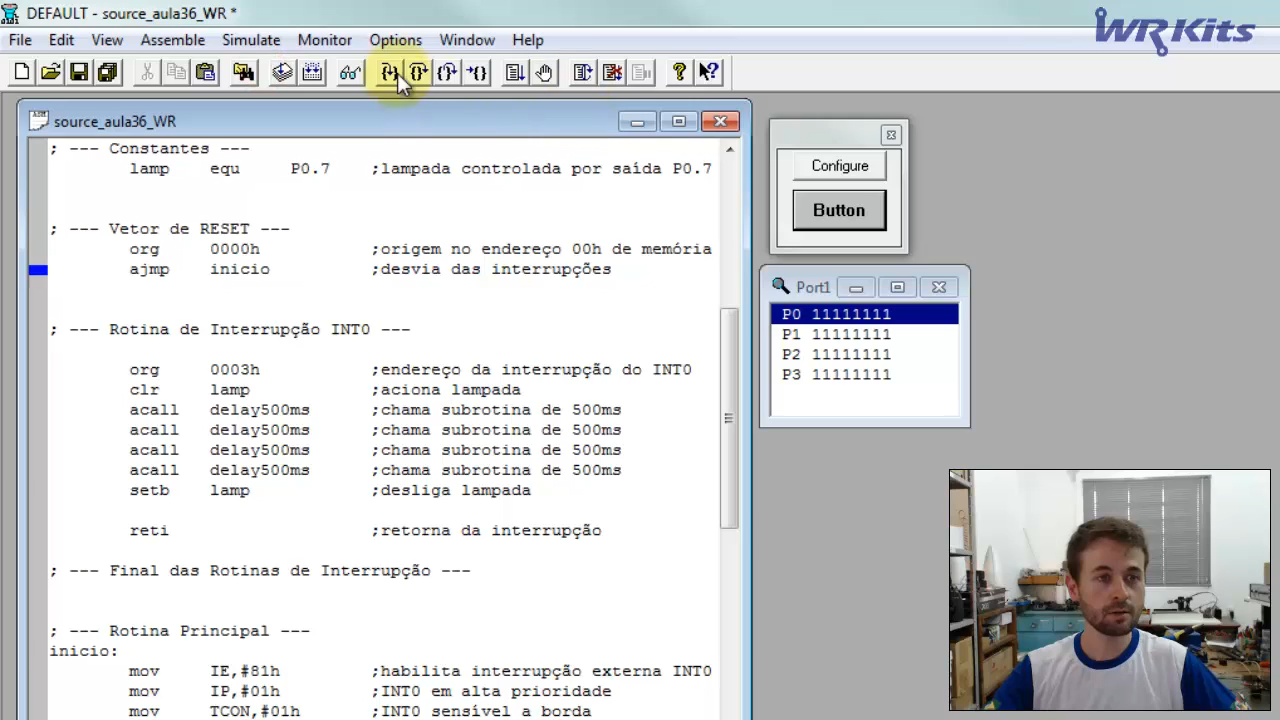 DEFAULT - source_aula36_WR *
WRKits
File Edit View Assemble Simulate Monitor Options Window Help
source_aula36_WR
; --- Constantes ---
lamp equ P0.7 ;lampada controlada por saída P0.7
; --- Vetor de RESET ---
org 0000h ;origem no endereço 00h de memória
ajmp inicio ;desvia das interrupções
; --- Rotina de Interrupção INT0 ---
org 0003h ;endereço da interrupção do INT0
clr lamp ;aciona lampada
acall delay500ms ;chama subrotina de 500ms
acall delay500ms ;chama subrotina de 500ms
acall delay500ms ;chama subrotina de 500ms
acall delay500ms ;chama subrotina de 500ms
setb lamp ;desliga lampada
reti ;retorna da interrupção
; --- Final das Rotinas de Interrupção ---
; --- Rotina Principal ---
inicio:
mov IE,#81h ;habilita interrupção externa INT0
mov IP,#01h ;INT0 em alta prioridade
mov TCON,#01h ;INT0 sensível a borda
Configure
Button
Port1
P0 11111111
P1 11111111
P2 11111111
P3 11111111